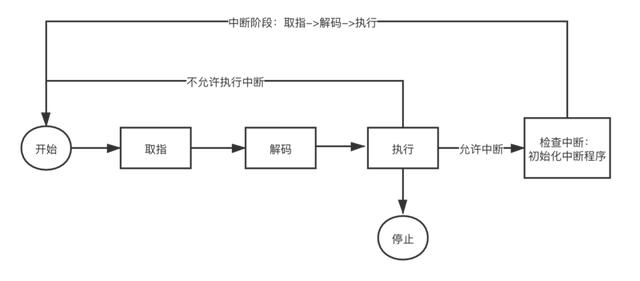 中断阶段：取指->解码->执行
不允许执行中断
开始
取指
解码
执行
允许中断
检查中断：
初始化中断程序
停止